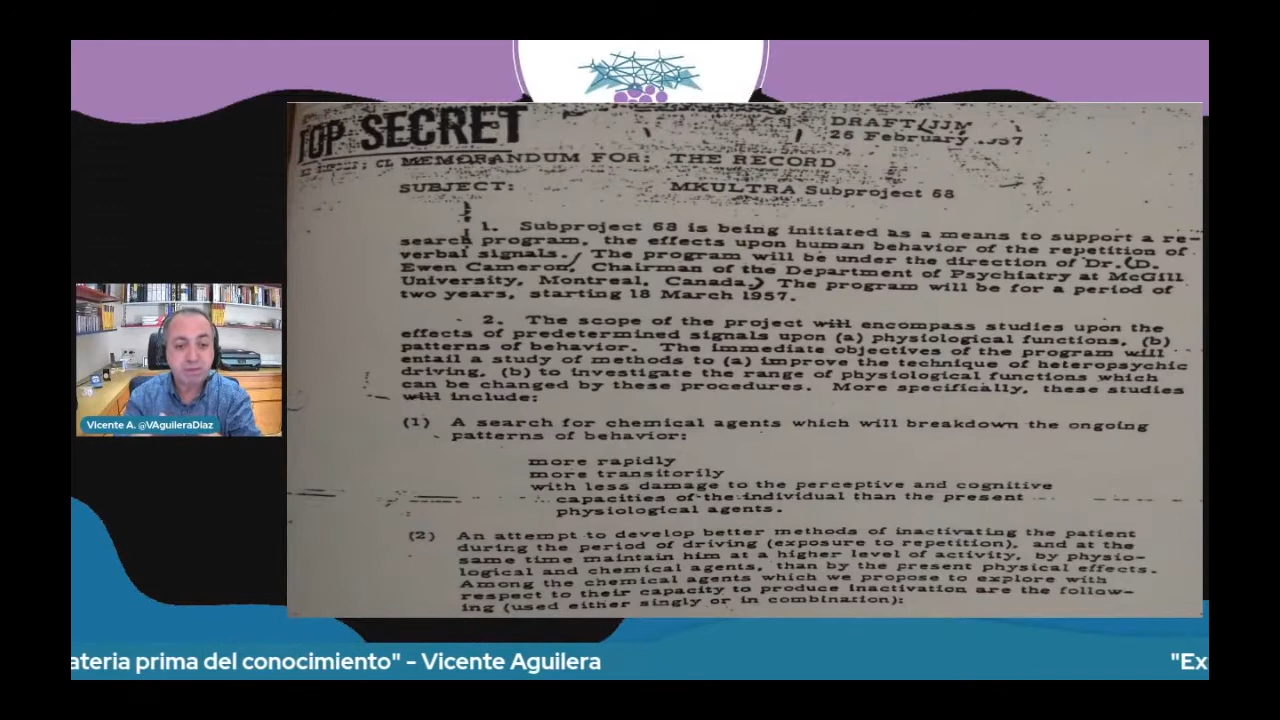 TOP SECRET
DRAFT/JJM
26 February
MEMORANDUM FOR: THE RECORD
SUBJECT: MKULTRA Subproject 68
1. Subproject 68 is being initiated as a means to support a re-
search program, the effects upon human behavior of the repetition of
verbal signals. The program will be under the direction of Dr. (D.
Ewen Cameron, Chairman of the Department of Psychiatry at McGill
University, Montreal, Canada.) The program will be for a period of
two years, starting 18 March 1957.
2. The scope of the project will encompass studies upon the
effects of predetermined signals upon (a) physiological functions, (b)
patterns of behavior. The immediate objectives of the program will
entail a study of methods to (a) improve the technique of heteropsychic
driving, (b) to investigate the range of physiological functions which
can be changed by these procedures. More specifically, these studies
will include:
(1) A search for chemical agents which will breakdown the ongoing
patterns of behavior:
more rapidly
more transitorily
with less damage to the perceptive and cognitive
capacities of the individual than the present
physiological agents.
(2) An attempt to develop better methods of inactivating the patient
during the period of driving (exposure to repetition), and at the
same time maintain him at a higher level of activity, by physio-
logical and chemical agents, than by the present physical effects.
Among the chemical agents which we propose to explore with
respect to their capacity to produce inactivation are the follow-
ing (used either singly or in combination):
Vicente A. @VAguileraDiaz
ateria prima del conocimiento" - Vicente Aguilera
"Ex